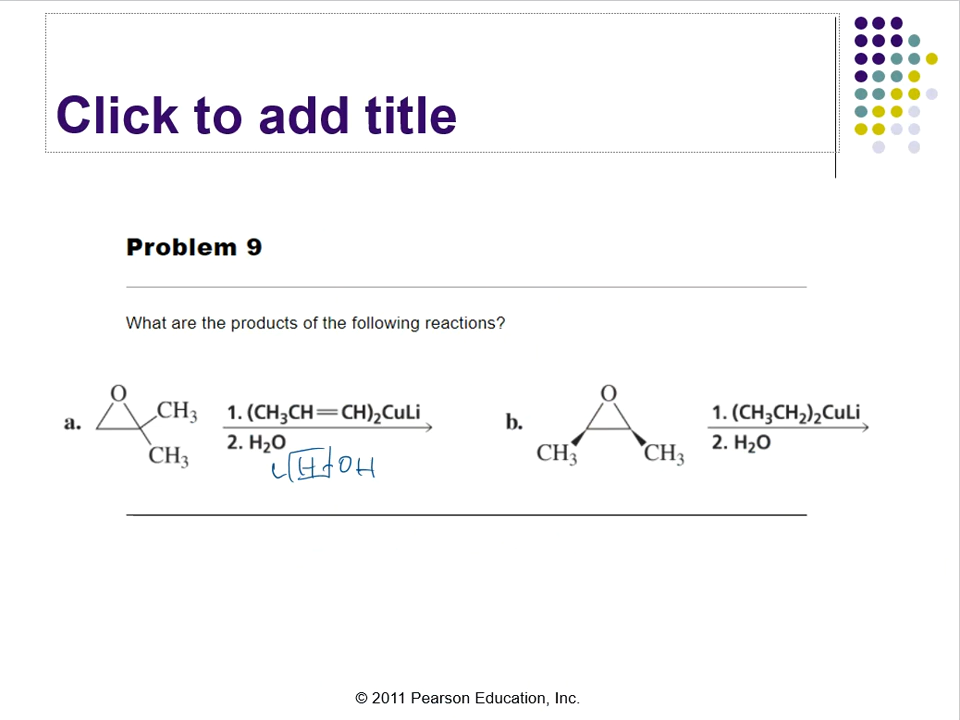 Click to add title
Problem 9
What are the products of the following reactions?
a.
O
CH₃
CH₃
1. (CH₃CH=CH)₂CuLi
2. H₂O
b.
O
CH₃
CH₃
1. (CH₃CH₂)₂CuLi
2. H₂O
H OH
© 2011 Pearson Education, Inc.